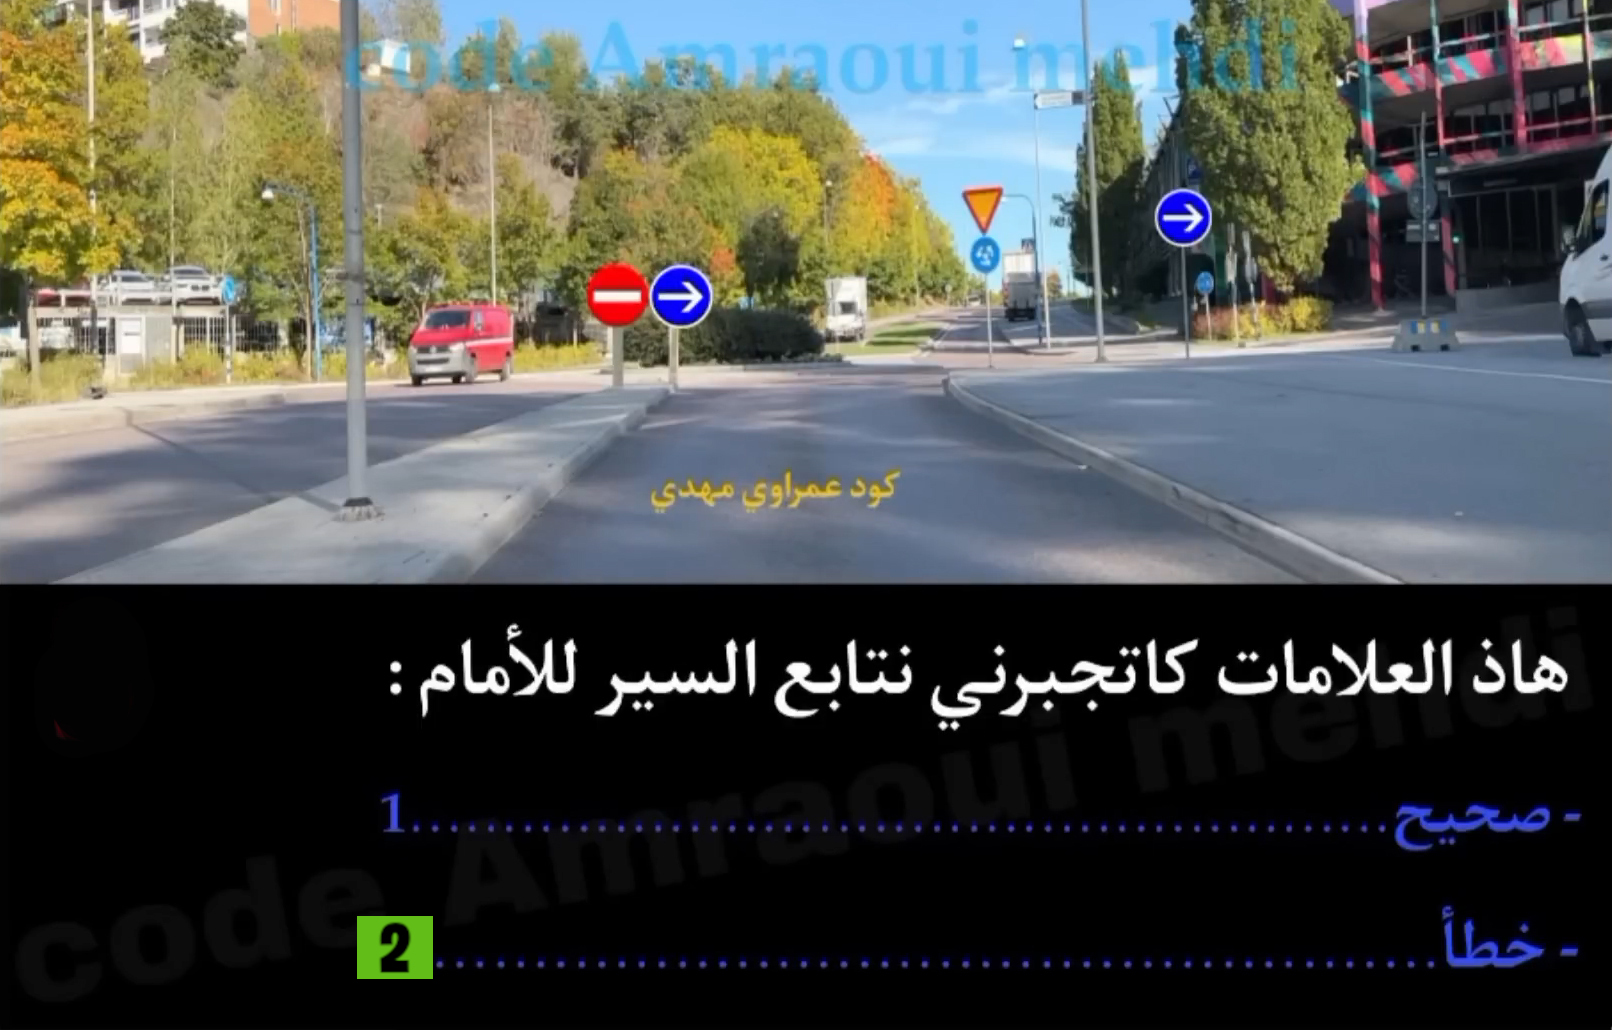 code Amraoui mehdi
كود عمراوي مهدي
هاذ العلامات كاتجبرني نتابع السير للأمام :
- صحيح.......................................................1
- خطأ.......................................................2
code Amraoui mehdi